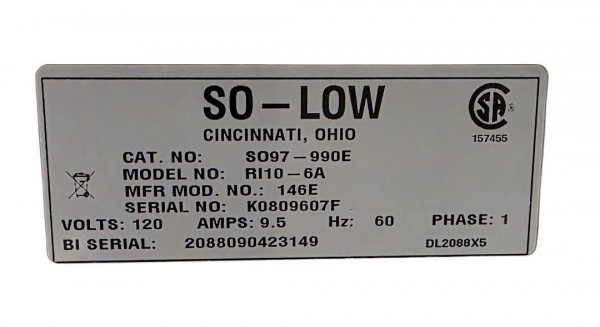 SO-LOW
CINCINNATI, OHIO
CSA ®
157455
CAT. NO: SO97-990E
MODEL NO: RI10-6A
MFR MOD. NO.: 146E
SERIAL NO: K0809607F
VOLTS: 120 AMPS: 9.5 Hz: 60 PHASE: 1
BI SERIAL: 2088090423149 DL2088X5